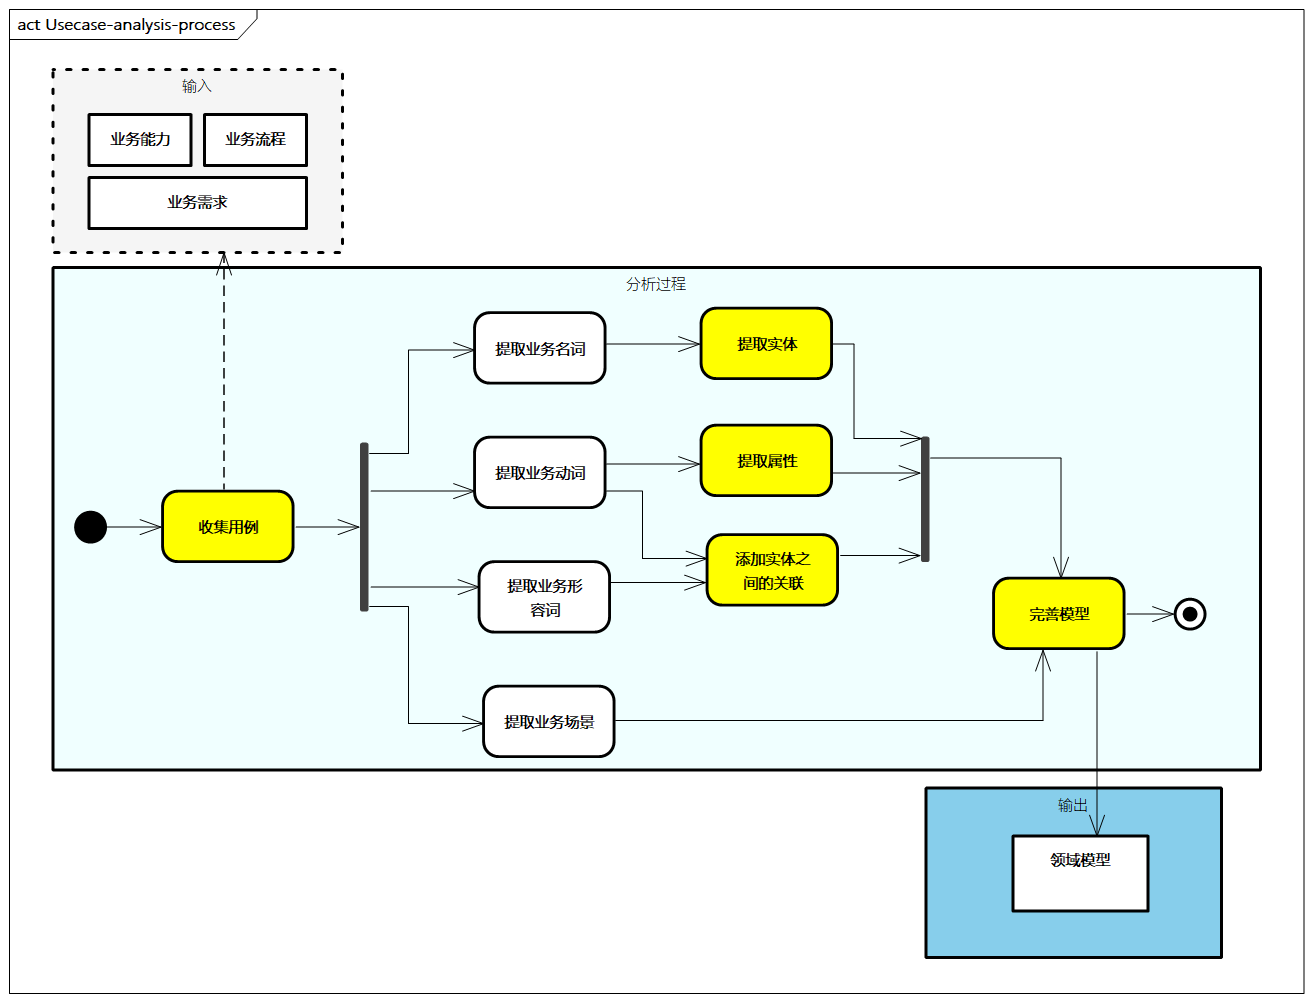 act Usecase-analysis-process
输入
业务能力
业务流程
业务需求
分析过程
收集用例
提取业务名词
提取实体
提取业务动词
提取属性
提取业务形
容词
添加实体之
间的关联
提取业务场景
完善模型
输出
领域模型